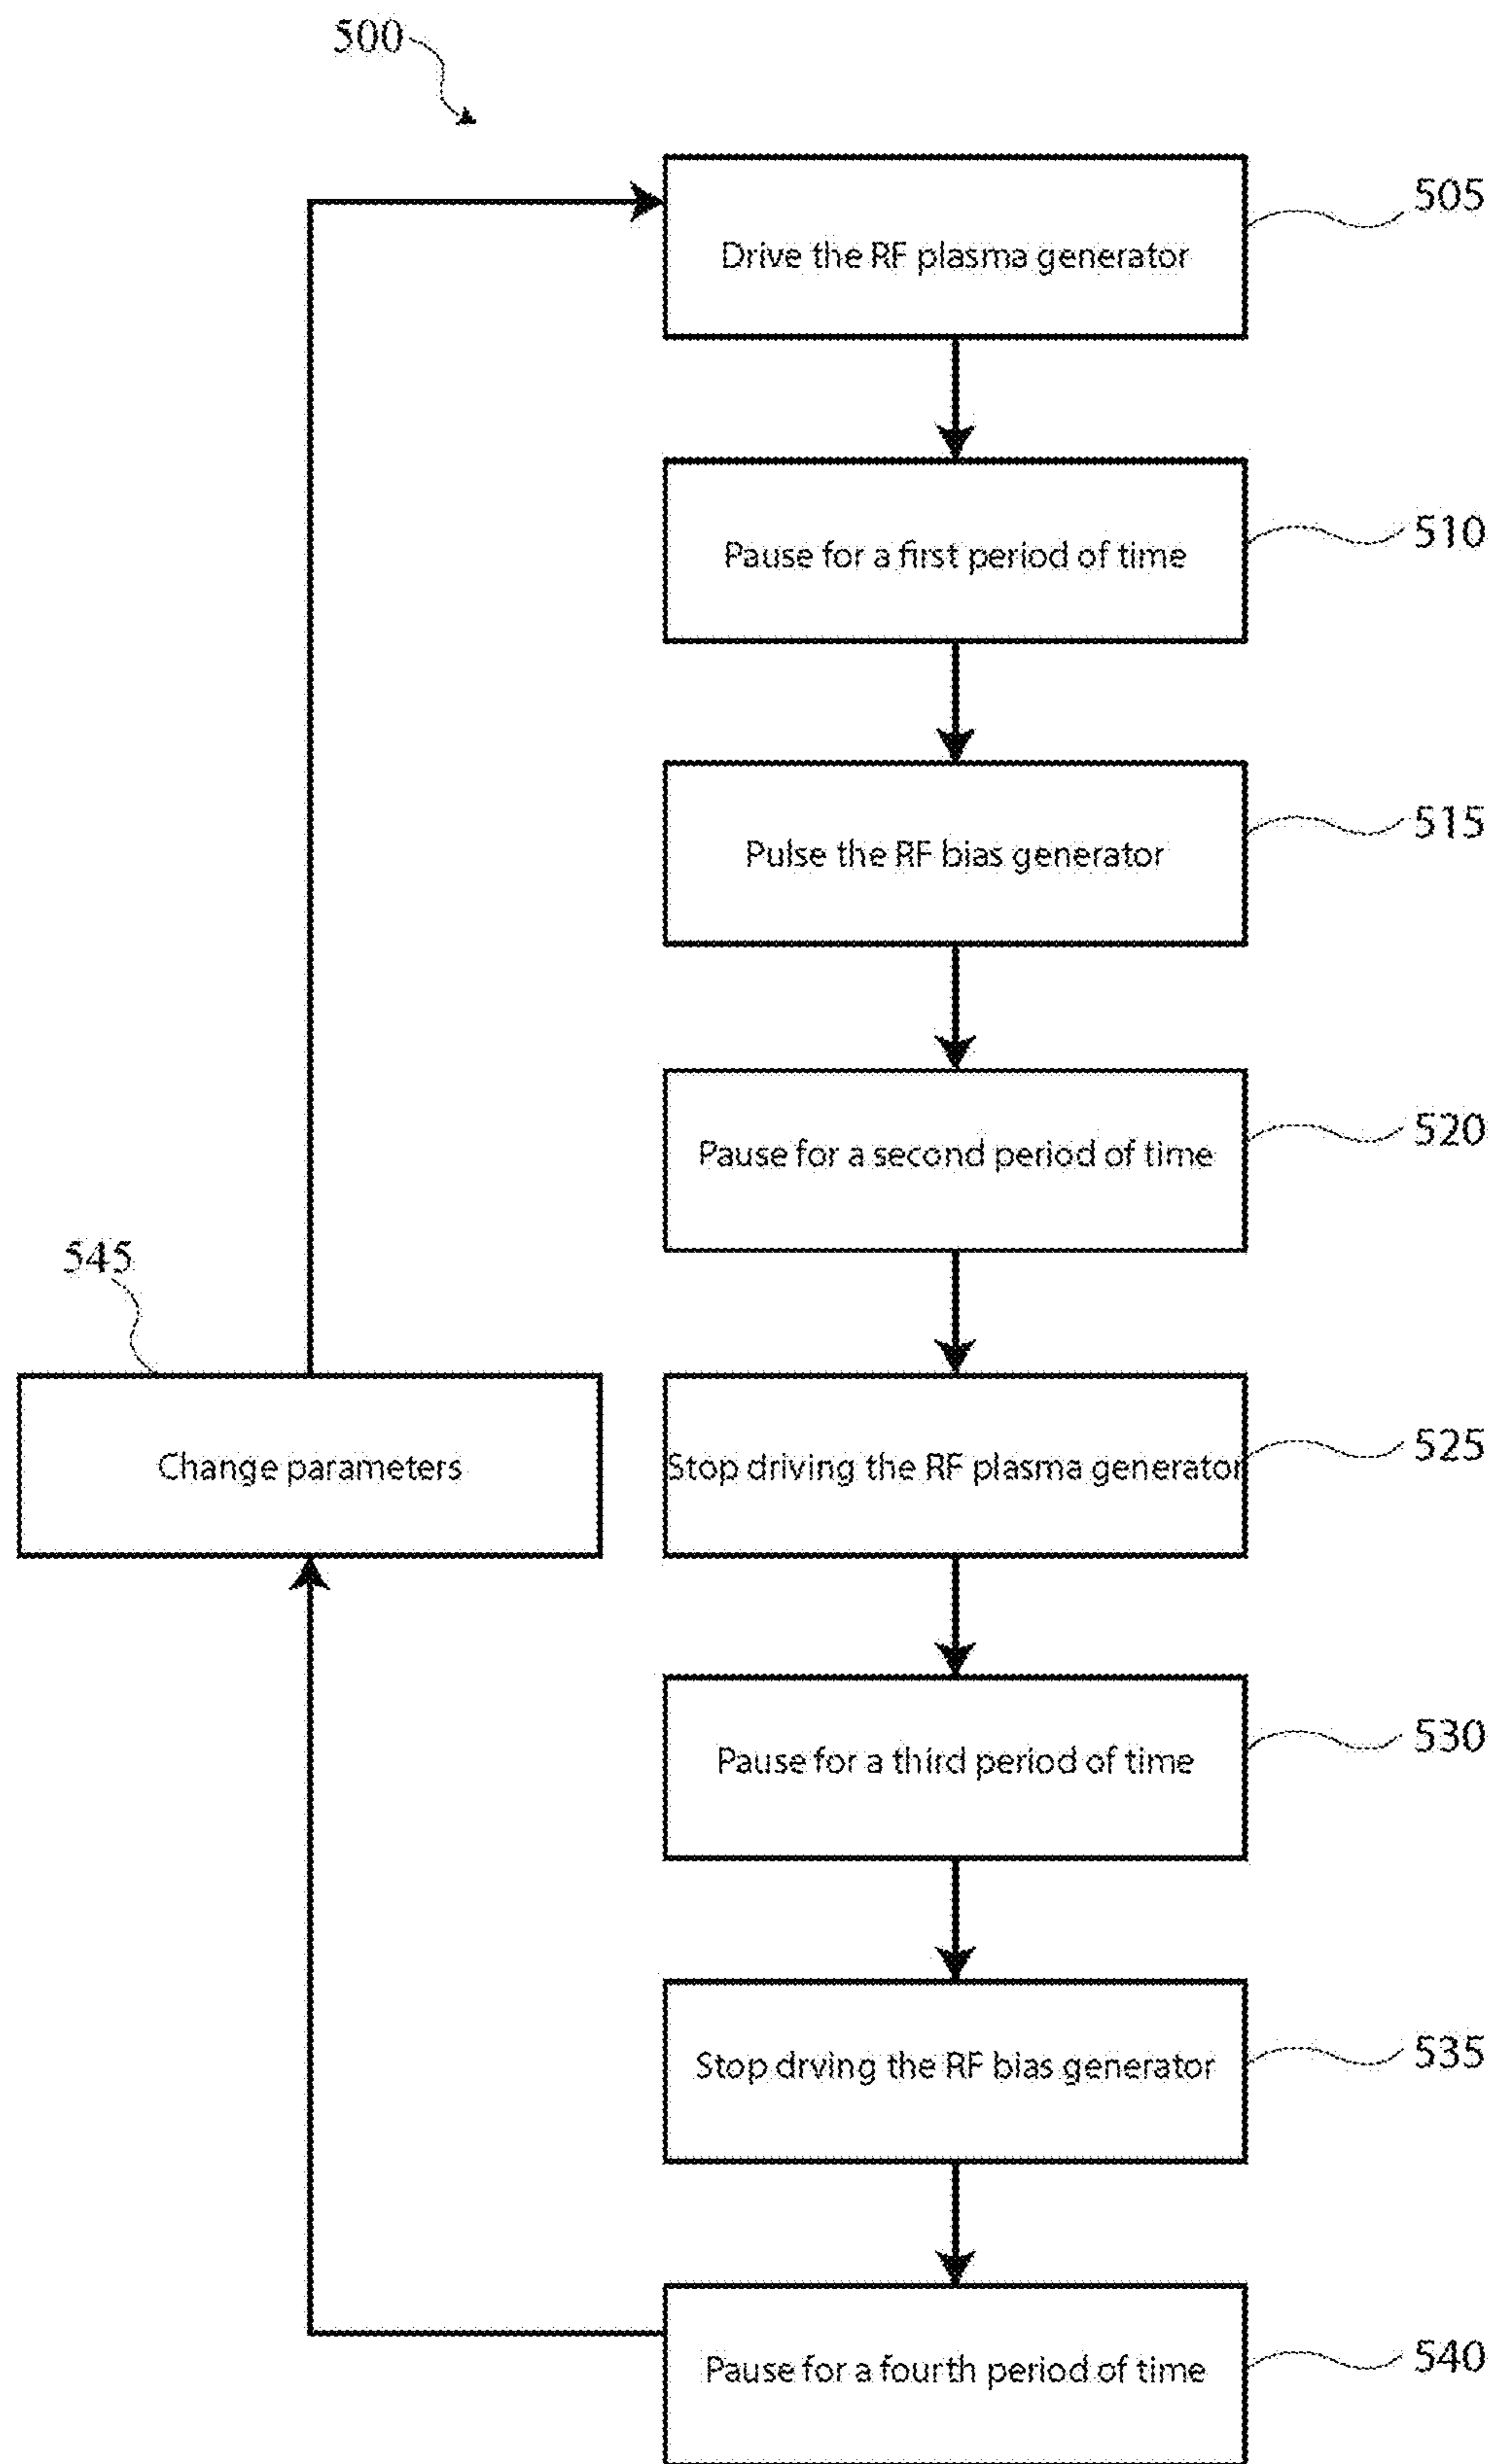 500
505
Drive the RF plasma generator
510
Pause for a first period of time
515
Pulse the RF bias generator
520
Pause for a second period of time
545
Change parameters
525
Stop driving the RF plasma generator
530
Pause for a third period of time
535
Stop drving the RF bias generator
540
Pause for a fourth period of time